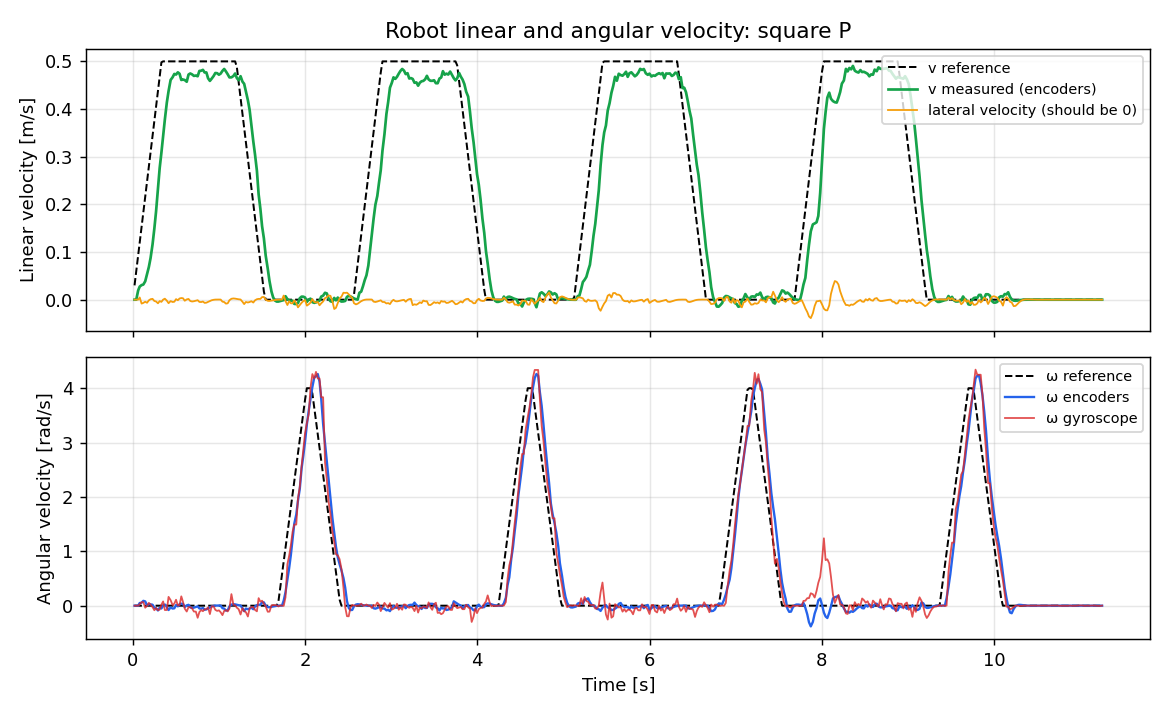 Robot linear and angular velocity: square P
Linear velocity [m/s]
0.5
0.4
0.3
0.2
0.1
0.0
v reference
v measured (encoders)
lateral velocity (should be 0)
Angular velocity [rad/s]
4
3
2
1
0
ω reference
ω encoders
ω gyroscope
0 2 4 6 8 10
Time [s]